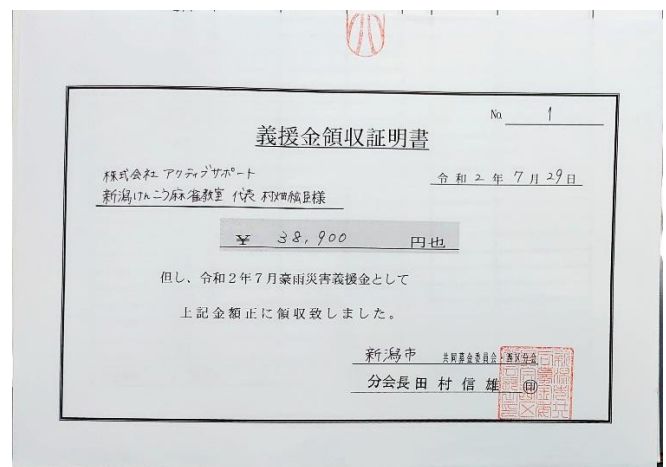 No. 1
義援金領収証明書
令和2年7月29日
株式会社 アクティブサポート
新潟けんこう麻雀教室 代表 村畑紘臣様
¥ 38,900 円也
但し、令和2年7月豪雨災害義援金として
上記金額正に領収致しました。
新潟市 共同募金委員会・西区分会
分会長 田村信雄 ㊞